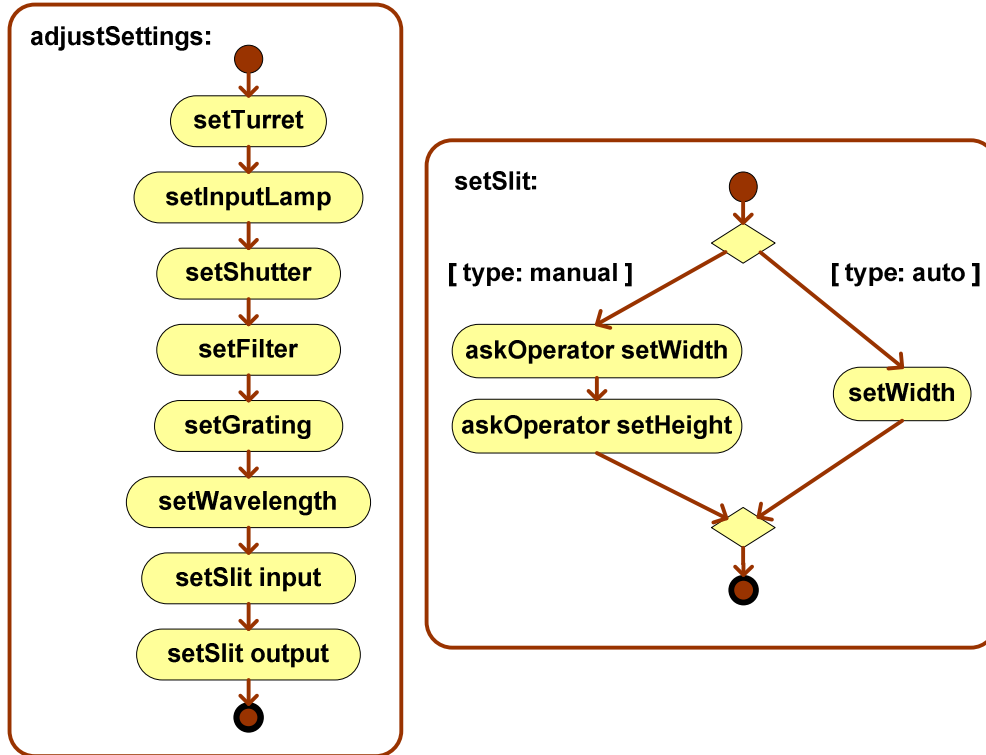 adjustSettings:
setTurret
setInputLamp
setShutter
setFilter
setGrating
setWavelength
setSlit input
setSlit output
setSlit:
[ type: manual ]
[ type: auto ]
askOperator setWidth
askOperator setHeight
setWidth